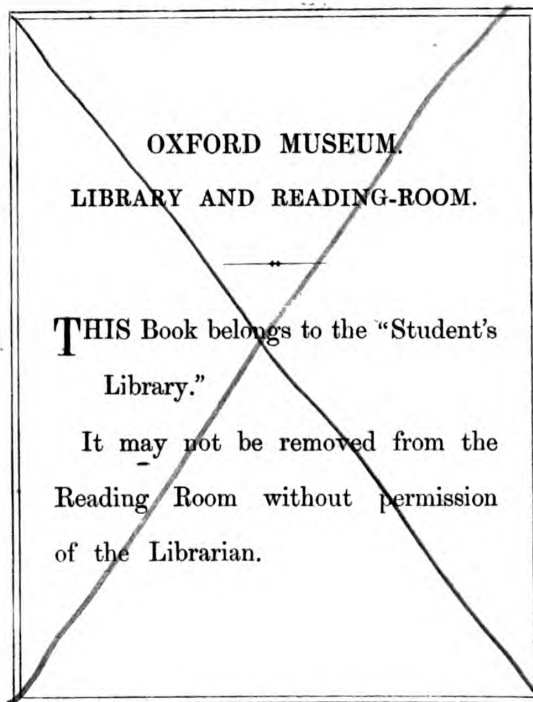 OXFORD MUSEUM.
LIBRARY AND READING-ROOM.
THIS Book belongs to the “Student's
Library.”
It may not be removed from the
Reading Room without permission
of the Librarian.